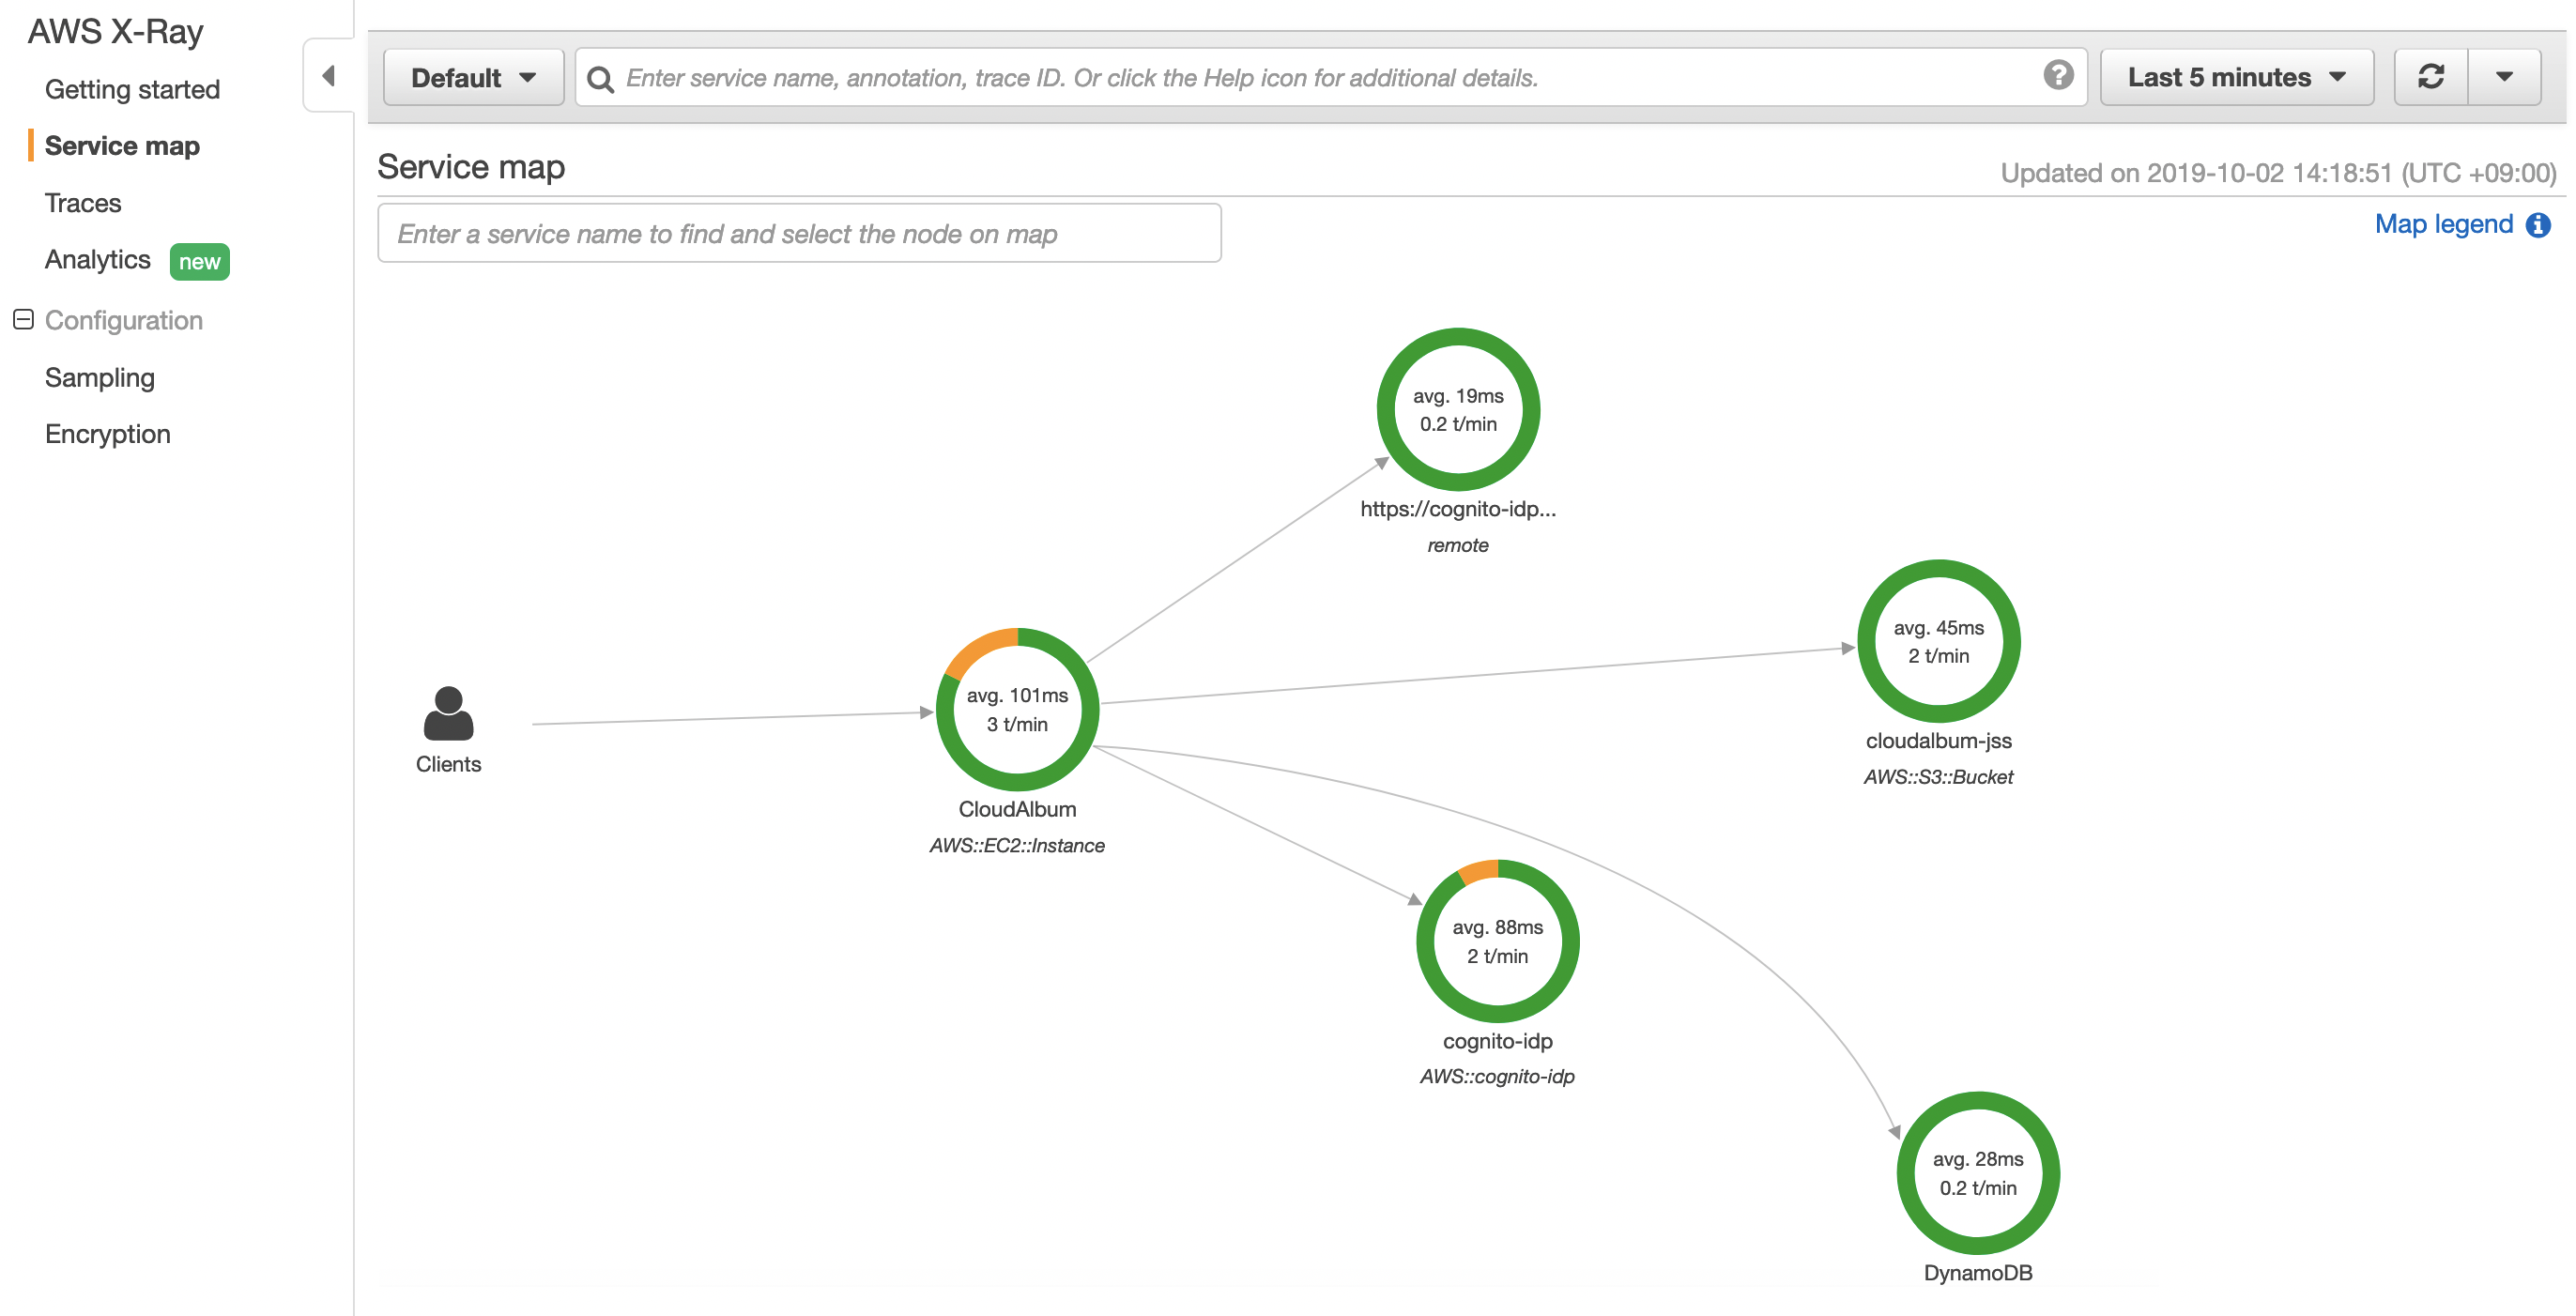 AWS X-Ray
Getting started
Service map
Traces
Analytics new
Configuration
Sampling
Encryption
Default
Enter service name, annotation, trace ID. Or click the Help icon for additional details.
Last 5 minutes
Service map
Updated on 2019-10-02 14:18:51 (UTC +09:00)
Enter a service name to find and select the node on map
Map legend
avg. 19ms
0.2 t/min
https://cognito-idp...
remote
avg. 45ms
2 t/min
cloudalbum-jss
AWS::S3::Bucket
Clients
avg. 101ms
3 t/min
CloudAlbum
AWS::EC2::Instance
avg. 88ms
2 t/min
cognito-idp
AWS::cognito-idp
avg. 28ms
0.2 t/min
DynamoDB